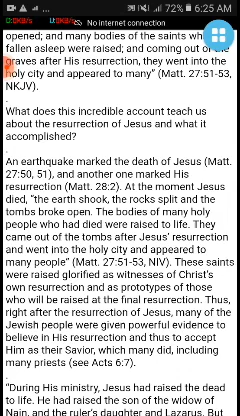 72% 6:25 AM
0:0KB/s 0:0KB/s No internet connection
opened; and many bodies of the saints who had
fallen asleep were raised; and coming out of the
graves after His resurrection, they went into the
holy city and appeared to many” (Matt. 27:51-53,
NKJV).
What does this incredible account teach us
about the resurrection of Jesus and what it
accomplished?
.
An earthquake marked the death of Jesus (Matt.
27:50, 51), and another one marked His
resurrection (Matt. 28:2). At the moment Jesus
died, “the earth shook, the rocks split and the
tombs broke open. The bodies of many holy
people who had died were raised to life. They
came out of the tombs after Jesus’ resurrection
and went into the holy city and appeared to
many people” (Matt. 27:51-53, NIV). These saints
were raised glorified as witnesses of Christ’s
own resurrection and as prototypes of those
who will be raised at the final resurrection. Thus,
right after the resurrection of Jesus, many of the
Jewish people were given powerful evidence to
believe in His resurrection and thus to accept
Him as their Savior, which many did, including
many priests (see Acts 6:7).
.
“During His ministry, Jesus had raised the dead
to life. He had raised the son of the widow of
Nain, and the ruler’s daughter and Lazarus. But